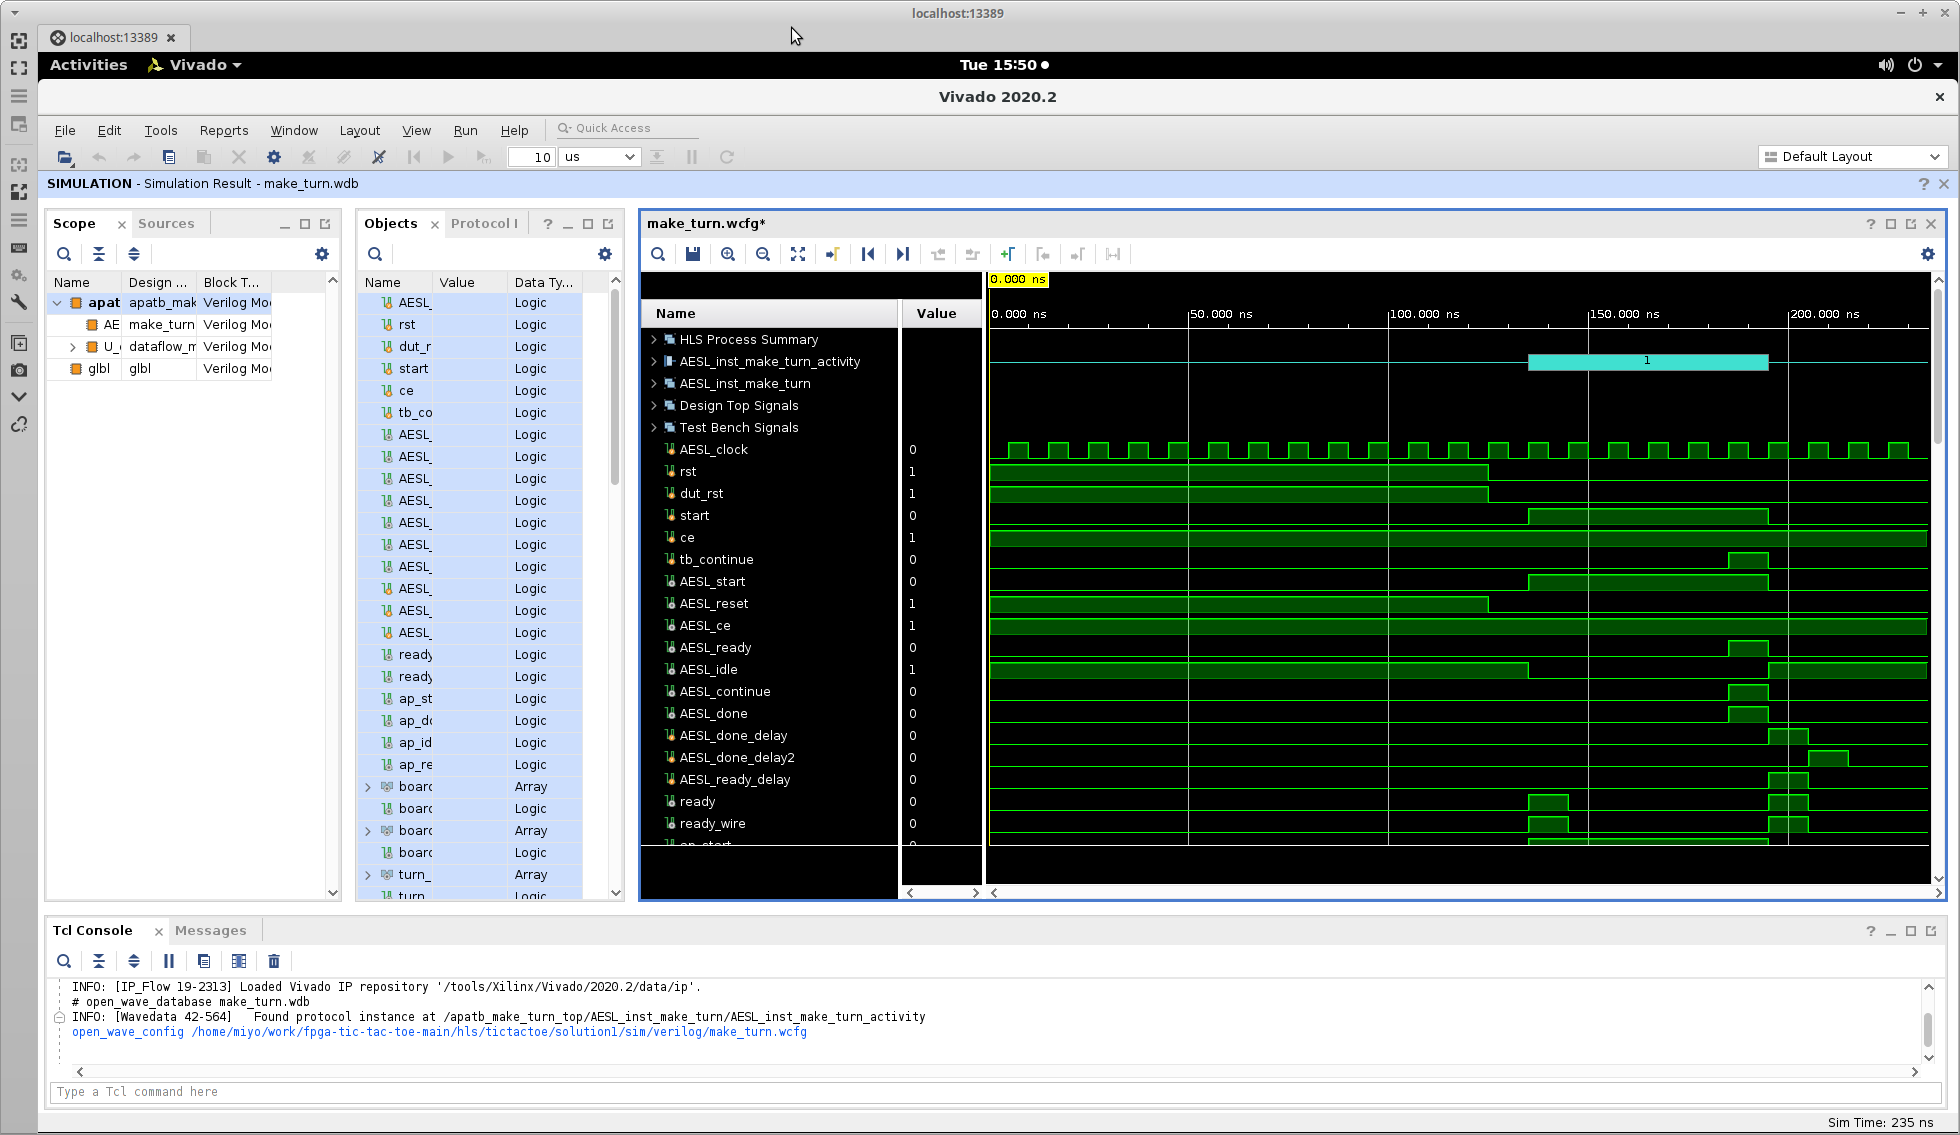 localhost:13389
localhost:13389
Activities Vivado Tue 15:50
Vivado 2020.2
File Edit Tools Reports Window Layout View Run Help Quick Access
10 us Default Layout
SIMULATION - Simulation Result - make_turn.wdb
Scope Sources
Name Design ... Block T...
apat apatb_mak Verilog Mo
AE make_turn Verilog Mo
U_ dataflow_m Verilog Mo
glbl glbl Verilog Mo
Objects Protocol I
Name Value Data Ty...
AESL_ Logic
rst Logic
dut_r Logic
start Logic
ce Logic
tb_co Logic
AESL_ Logic
AESL_ Logic
AESL_ Logic
AESL_ Logic
AESL_ Logic
AESL_ Logic
AESL_ Logic
AESL_ Logic
AESL_ Logic
AESL_ Logic
ready Logic
ready Logic
ap_st Logic
ap_do Logic
ap_id Logic
ap_re Logic
board Array
board Logic
board Array
board Logic
turn_ Array
turn Logic
make_turn.wcfg*
0.000 ns
Name Value
0.000 ns 50.000 ns 100.000 ns 150.000 ns 200.000 ns
HLS Process Summary
AESL_inst_make_turn_activity 1
AESL_inst_make_turn
Design Top Signals
Test Bench Signals
AESL_clock 0
rst 1
dut_rst 1
start 0
ce 1
tb_continue 0
AESL_start 0
AESL_reset 1
AESL_ce 1
AESL_ready 0
AESL_idle 1
AESL_continue 0
AESL_done 0
AESL_done_delay 0
AESL_done_delay2 0
AESL_ready_delay 0
ready 0
ready_wire 0
ap_start 0
Tcl Console Messages
INFO: [IP_Flow 19-2313] Loaded Vivado IP repository '/tools/Xilinx/Vivado/2020.2/data/ip'.
# open_wave_database make_turn.wdb
INFO: [Wavedata 42-564] Found protocol instance at /apatb_make_turn_top/AESL_inst_make_turn/AESL_inst_make_turn_activity
open_wave_config /home/miyo/work/fpga-tic-tac-toe-main/hls/tictactoe/solution1/sim/verilog/make_turn.wcfg
Type a Tcl command here
Sim Time: 235 ns